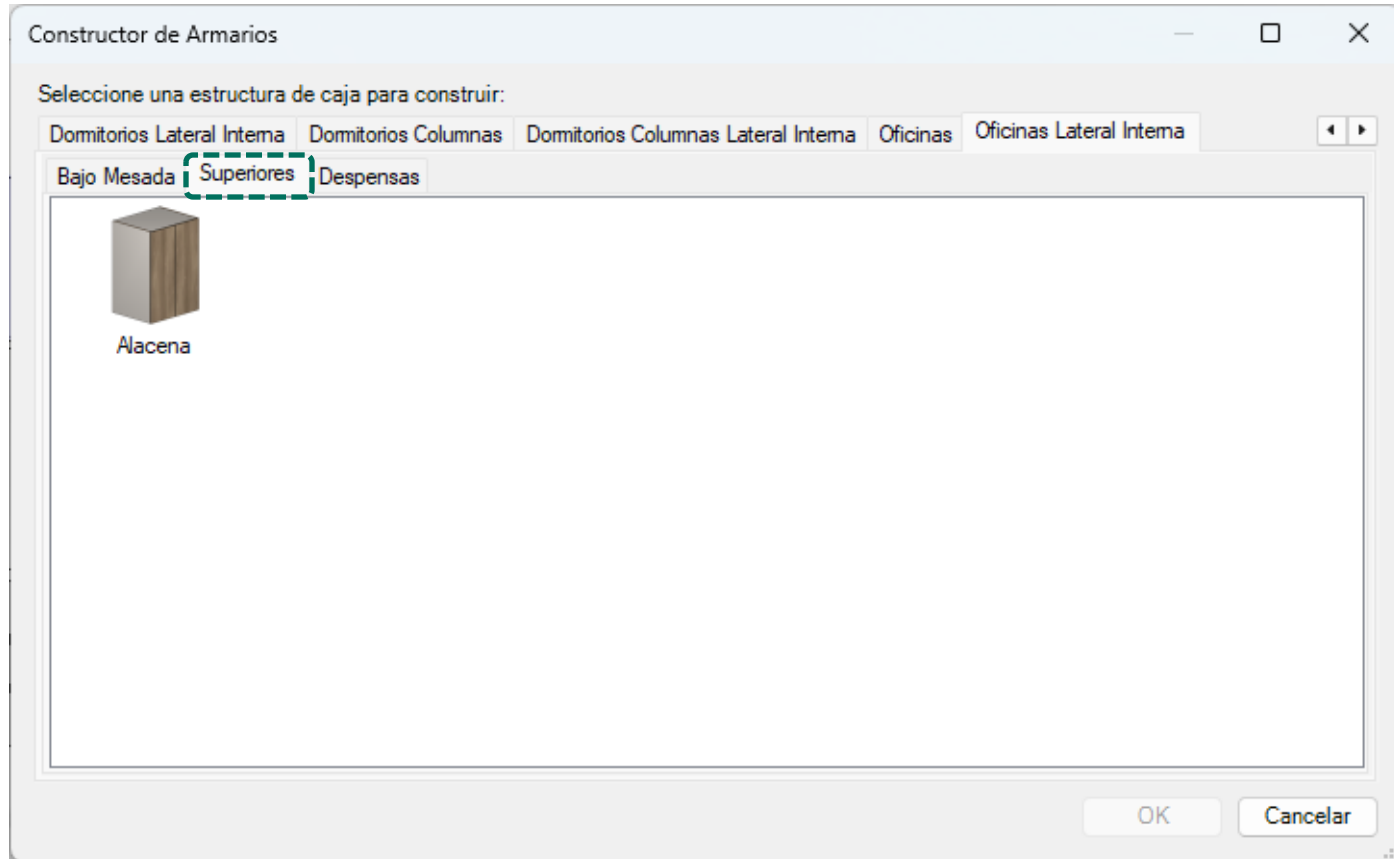 Constructor de Armarios
Seleccione una estructura de caja para construir:
Dormitorios Lateral Interna Dormitorios Columnas Dormitorios Columnas Lateral Interna Oficinas Oficinas Lateral Interna
Bajo Mesada Superiores Despensas
Alacena
OK Cancelar